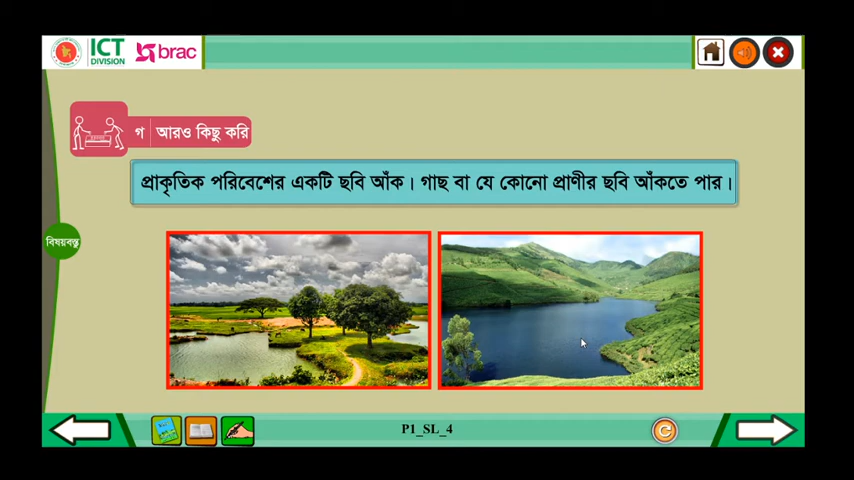 ICT
DIVISION
brac
গ আরও কিছু করি
প্রাকৃতিক পরিবেশের একটি ছবি আঁক। গাছ বা যে কোনো প্রাণীর ছবি আঁকতে পার।
বিষয়বস্তু
P1_SL_4